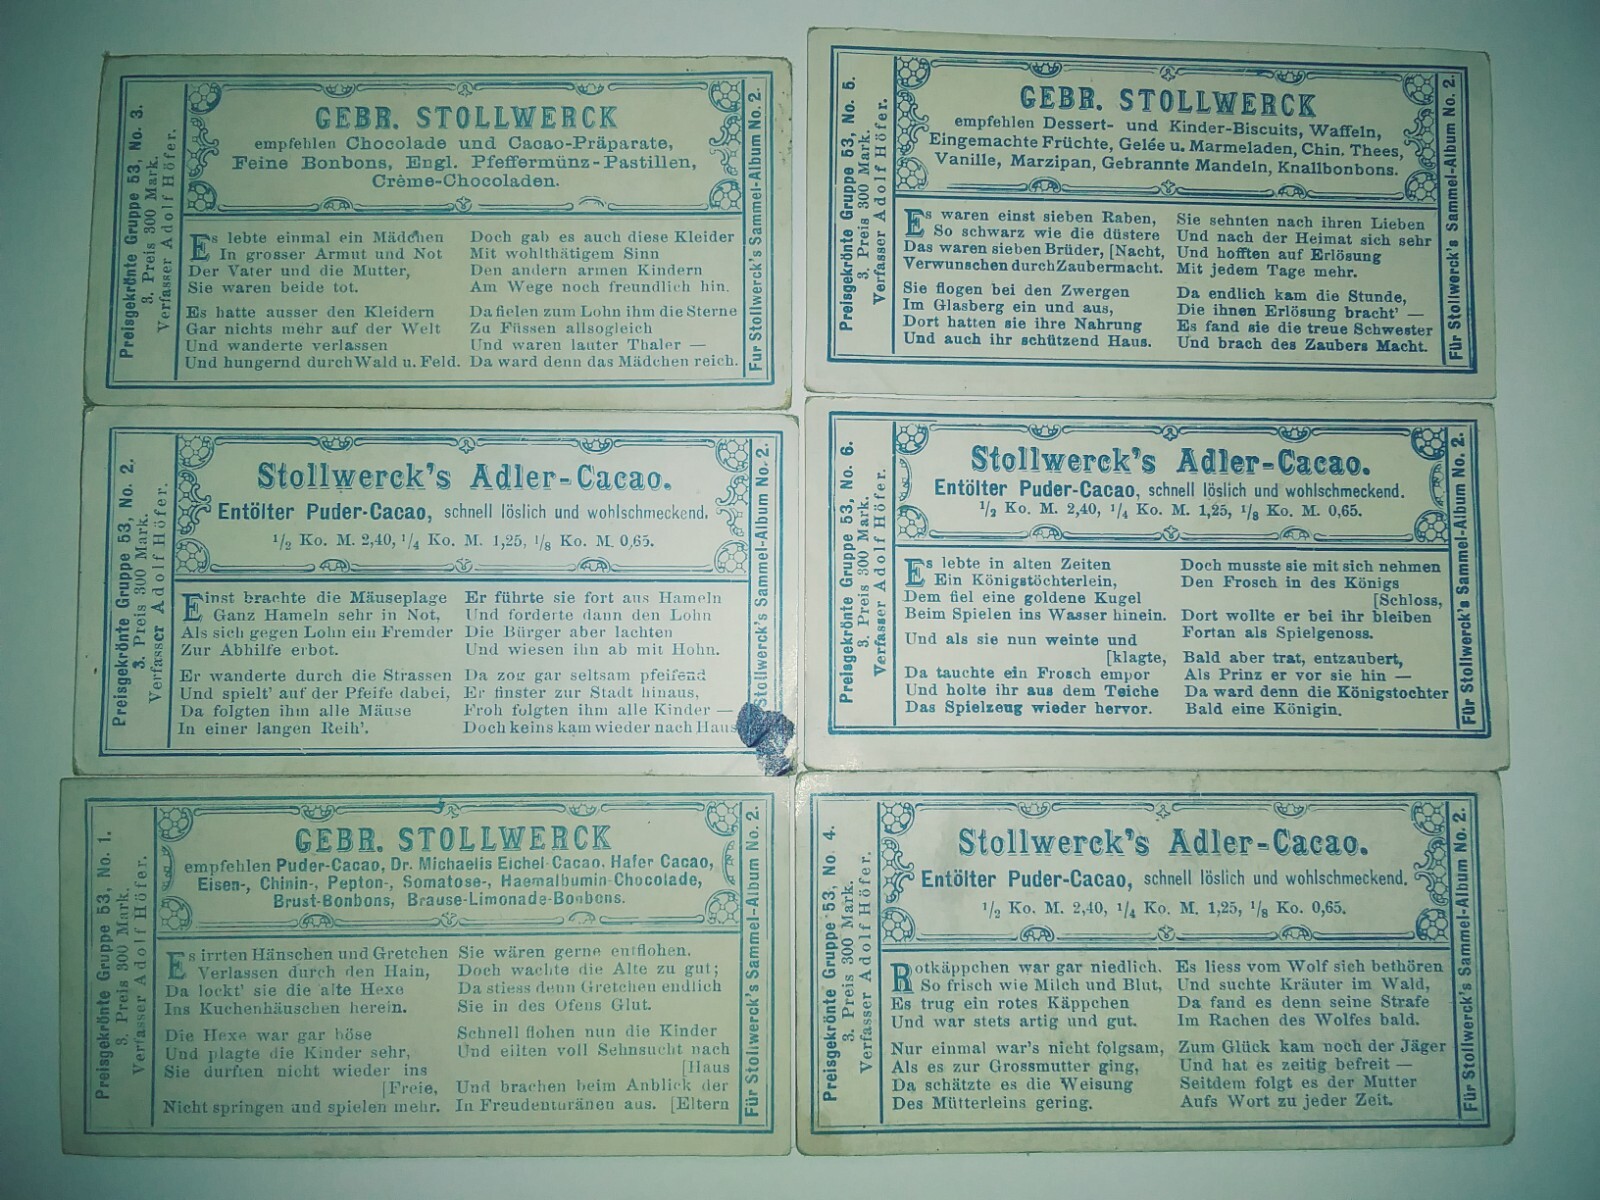 Preisgekrönte Gruppe 53, No. 3.
3. Preis 300 Mark.
Verfasser Adolf Höfer.
GEBR. STOLLWERCK
empfehlen Chocolade und Cacao-Präparate,
Feine Bonbons, Engl. Pfeffermünz-Pastillen,
Crême-Chocoladen.
Es lebte einmal ein Mädchen
In grosser Armut und Not
Der Vater und die Mutter,
Sie waren beide tot.
Es hatte ausser den Kleidern
Gar nichts mehr auf der Welt
Und wanderte verlassen
Und hungernd durch Wald u. Feld.
Doch gab es auch diese Kleider
Mit wohlthätigem Sinn
Den andern armen Kindern
Am Wege noch freundlich hin.
Da fielen zum Lohn ihm die Sterne
Zu Füssen allsogleich
Und waren lauter Thaler —
Da ward denn das Mädchen reich.
Für Stollwerck's Sammel-Album No. 2.
Preisgekrönte Gruppe 53, No. 5.
3. Preis 300 Mark.
Verfasser Adolf Höfer.
GEBR. STOLLWERCK
empfehlen Dessert- und Kinder-Biscuits, Waffeln,
Eingemachte Früchte, Gelée u. Marmeladen, Chin. Thees,
Vanille, Marzipan, Gebrannte Mandeln, Knallbonbons.
Es waren einst sieben Raben,
So schwarz wie die düstere
Das waren sieben Brüder, [Nacht,
Verwunschen durch Zaubermacht.
Sie flogen bei den Zwergen
Im Glasberg ein und aus,
Dort hatten sie ihre Nahrung
Und auch ihr schützend Haus.
Sie sehnten nach ihren Lieben
Und nach der Heimat sich sehr
Und hofften auf Erlösung
Mit jedem Tage mehr.
Da endlich kam die Stunde,
Die ihnen Erlösung bracht' —
Es fand sie die treue Schwester
Und brach des Zaubers Macht.
Für Stollwerck's Sammel-Album No. 2.
Preisgekrönte Gruppe 53, No. 2.
3. Preis 300 Mark.
Verfasser Adolf Höfer.
Stollwerck's Adler-Cacao.
Entölter Puder-Cacao, schnell löslich und wohlschmeckend.
1/2 Ko. M. 2,40, 1/4 Ko. M. 1,25, 1/8 Ko. M. 0,65.
Einst brachte die Mäuseplage
Ganz Hameln sehr in Not,
Als sich gegen Lohn ein Fremder
Zur Abhilfe erbot.
Er wanderte durch die Strassen
Und spielt' auf der Pfeife dabei,
Da folgten ihm alle Mäuse
In einer langen Reih'.
Er führte sie fort aus Hameln
Und forderte dann den Lohn
Die Bürger aber lachten
Und wiesen ihn ab mit Hohn.
Da zog gar seltsam pfeifend
Er finster zur Stadt hinaus,
Froh folgten ihm alle Kinder —
Doch keins kam wieder nach Haus
Stollwerck's Sammel-Album No. 2.
Preisgekrönte Gruppe 53, No. 6.
3. Preis 300 Mark.
Verfasser Adolf Höfer.
Stollwerck's Adler-Cacao.
Entölter Puder-Cacao, schnell löslich und wohlschmeckend.
1/2 Ko. M. 2,40, 1/4 Ko. M. 1,25, 1/8 Ko. M. 0,65.
Es lebte in alten Zeiten
Ein Königstöchterlein,
Dem fiel eine goldene Kugel
Beim Spielen ins Wasser hinein.
Und als sie nun weinte und
[klagte,
Da tauchte ein Frosch empor
Und holte ihr aus dem Teiche
Das Spielzeug wieder hervor.
Doch musste sie mit sich nehmen
Den Frosch in des Königs
[Schloss,
Dort wollte er bei ihr bleiben
Fortan als Spielgenoss.
Bald aber trat, entzaubert,
Als Prinz er vor sie hin —
Da ward denn die Königstochter
Bald eine Königin.
Für Stollwerck's Sammel-Album No. 2.
Preisgekrönte Gruppe 53, No. 1.
3. Preis 300 Mark.
Verfasser Adolf Höfer.
GEBR. STOLLWERCK
empfehlen Puder-Cacao, Dr. Michaelis Eichel-Cacao, Hafer Cacao,
Eisen-, Chinin-, Pepton-, Somatose-, Haemalbumin-Chocolade,
Brust-Bonbons, Brause-Limonade-Bonbons.
Es irrten Hänschen und Gretchen
Verlassen durch den Hain,
Da lockt' sie die alte Hexe
Ins Kuchenhäuschen herein.
Die Hexe war gar böse
Und plagte die Kinder sehr,
Sie durften nicht wieder ins
[Freie,
Nicht springen und spielen mehr.
Sie wären gerne entflohen.
Doch wachte die Alte zu gut;
Da stiess denn Gretchen endlich
Sie in des Ofens Glut.
Schnell flohen nun die Kinder
Und eilten voll Sehnsucht nach
[Haus
Und brachen beim Anblick der
In Freudenthränen aus. [Eltern
Für Stollwerck's Sammel-Album No. 2.
Preisgekrönte Gruppe 53, No. 4.
3. Preis 300 Mark.
Verfasser Adolf Höfer.
Stollwerck's Adler-Cacao.
Entölter Puder-Cacao, schnell löslich und wohlschmeckend.
1/2 Ko. M. 2,40, 1/4 Ko. M. 1,25, 1/8 Ko. 0,65.
Rotkäppchen war gar niedlich.
So frisch wie Milch und Blut,
Es trug ein rotes Käppchen
Und war stets artig und gut.
Nur einmal war's nicht folgsam,
Als es zur Grossmutter ging,
Da schätzte es die Weisung
Des Mütterleins gering.
Es liess vom Wolf sich bethören
Und suchte Kräuter im Wald,
Da fand es denn seine Strafe
Im Rachen des Wolfes bald.
Zum Glück kam noch der Jäger
Und hat es zeitig befreit —
Seitdem folgt es der Mutter
Aufs Wort zu jeder Zeit.
Für Stollwerck's Sammel-Album No. 2.